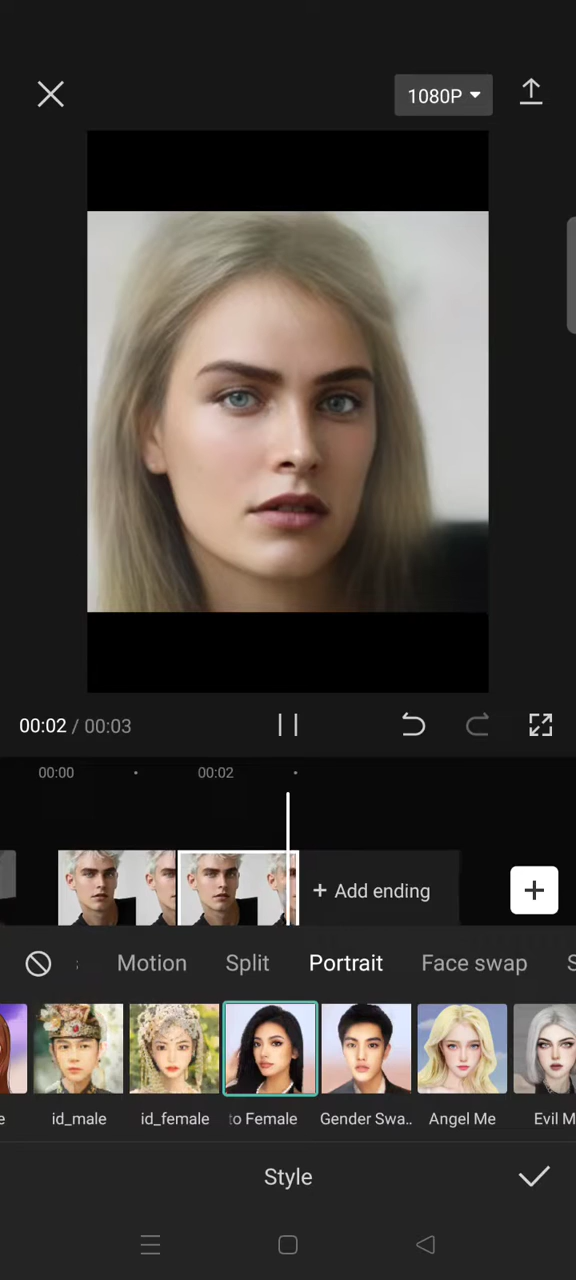 1080P
00:02 / 00:03
00:00
00:02
+ Add ending
Motion Split Portrait Face swap
id_male id_female to Female Gender Swa.. Angel Me Evil M
Style